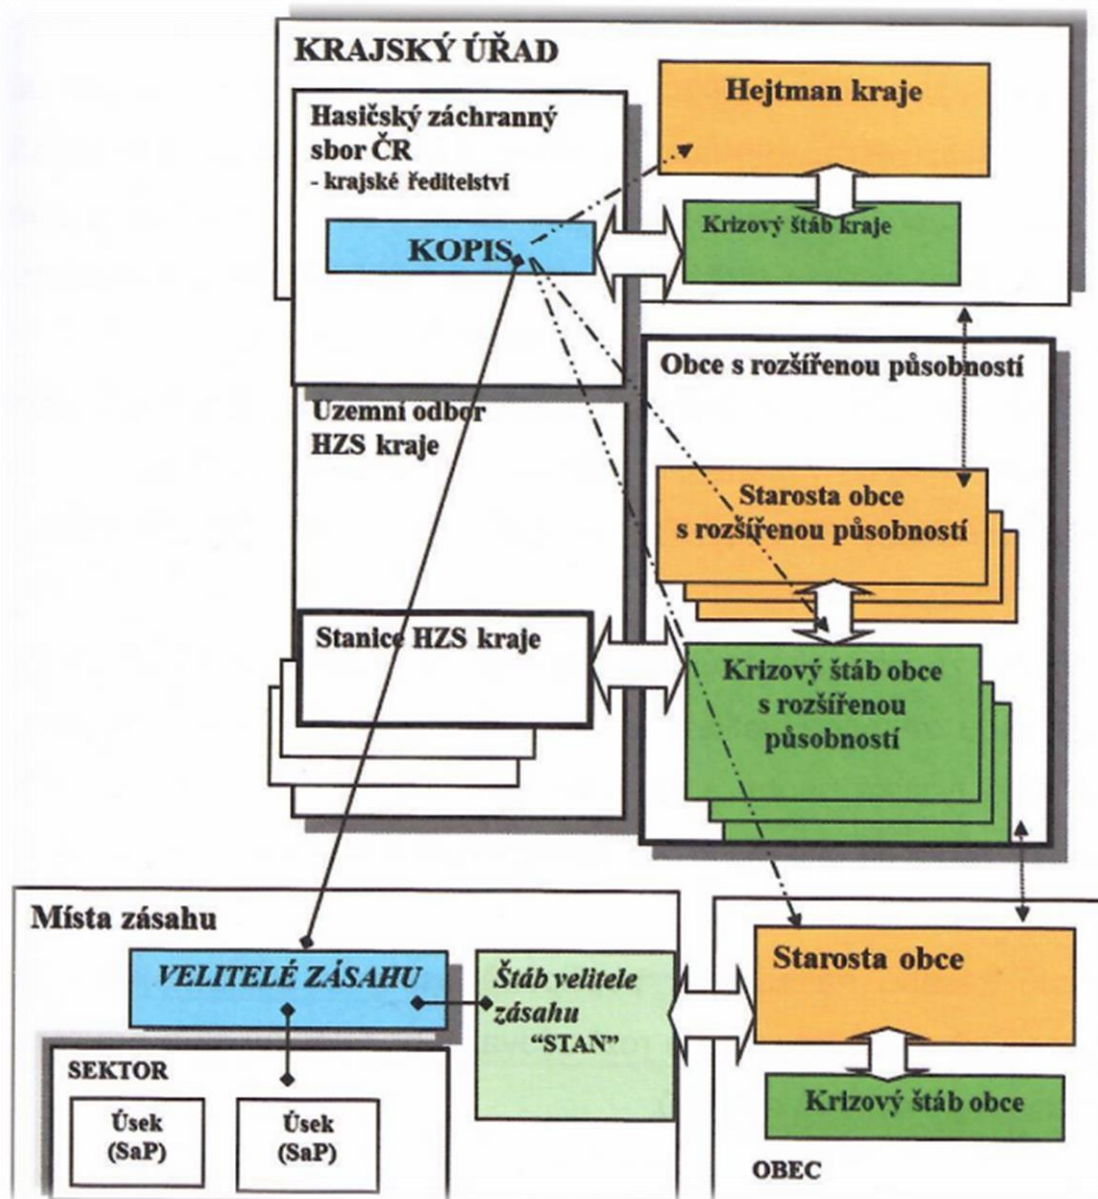 KRAJSKÝ ÚŘAD
Hasičský záchranný
sbor ČR
- krajské ředitelství
KOPIS
Hejtman kraje
Krizový štáb kraje
Územní odbor
HZS kraje
Stanice HZS kraje
Obce s rozšířenou působností
Starosta obce
s rozšířenou působností
Krizový štáb obce
s rozšířenou
působností
Místa zásahu
VELITELÉ ZÁSAHU
Štáb velitele
zásahu
“STAN”
SEKTOR
Úsek
(SaP)
Úsek
(SaP)
Starosta obce
Krizový štáb obce
OBEC